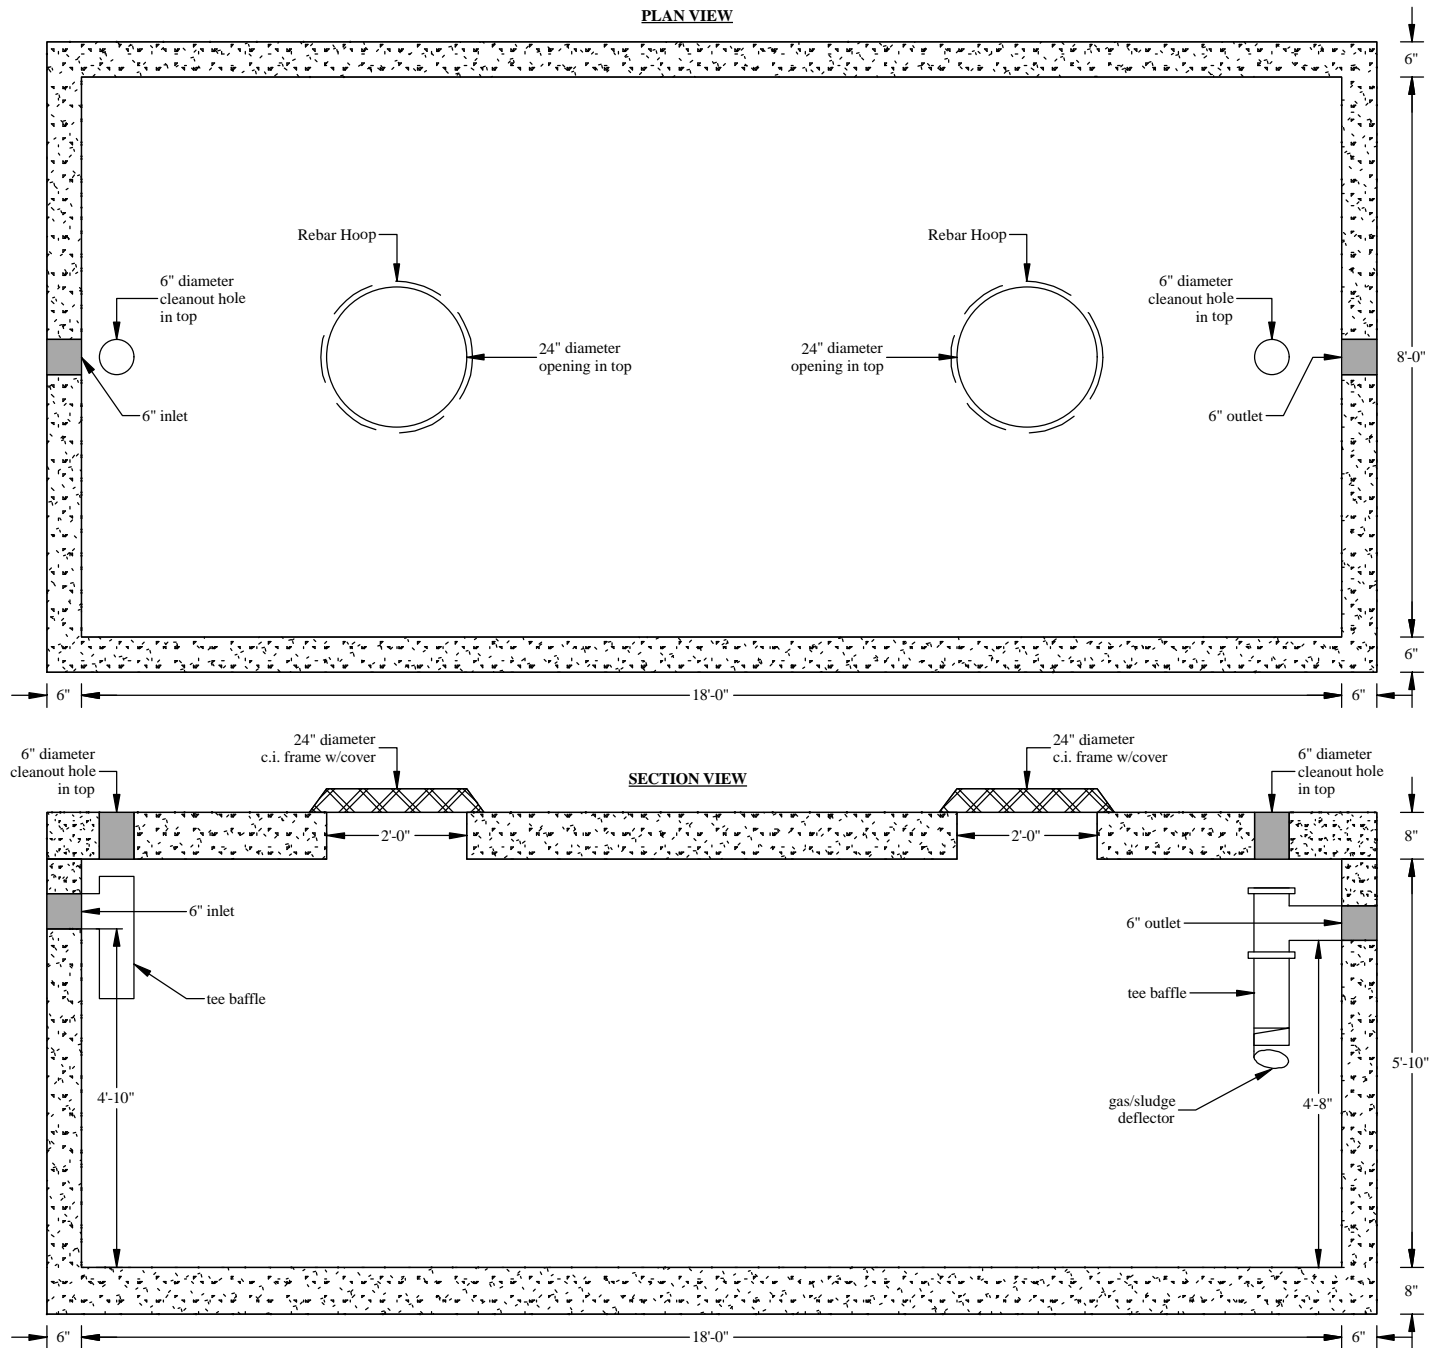 PLAN VIEW
6"
Rebar Hoop
Rebar Hoop
6" diameter
cleanout hole
in top
6" diameter
cleanout hole
in top
24" diameter
opening in top
24" diameter
opening in top
8'-0"
6" inlet
6" outlet
6"
6"
18'-0"
6"
24" diameter
c.i. frame w/cover
24" diameter
c.i. frame w/cover
6" diameter
cleanout hole
in top
6" diameter
cleanout hole
in top
SECTION VIEW
2'-0"
2'-0"
8"
6" inlet
6" outlet
tee baffle
tee baffle
5'-10"
4'-10"
gas/sludge
deflector
4'-8"
8"
6"
18'-0"
6"